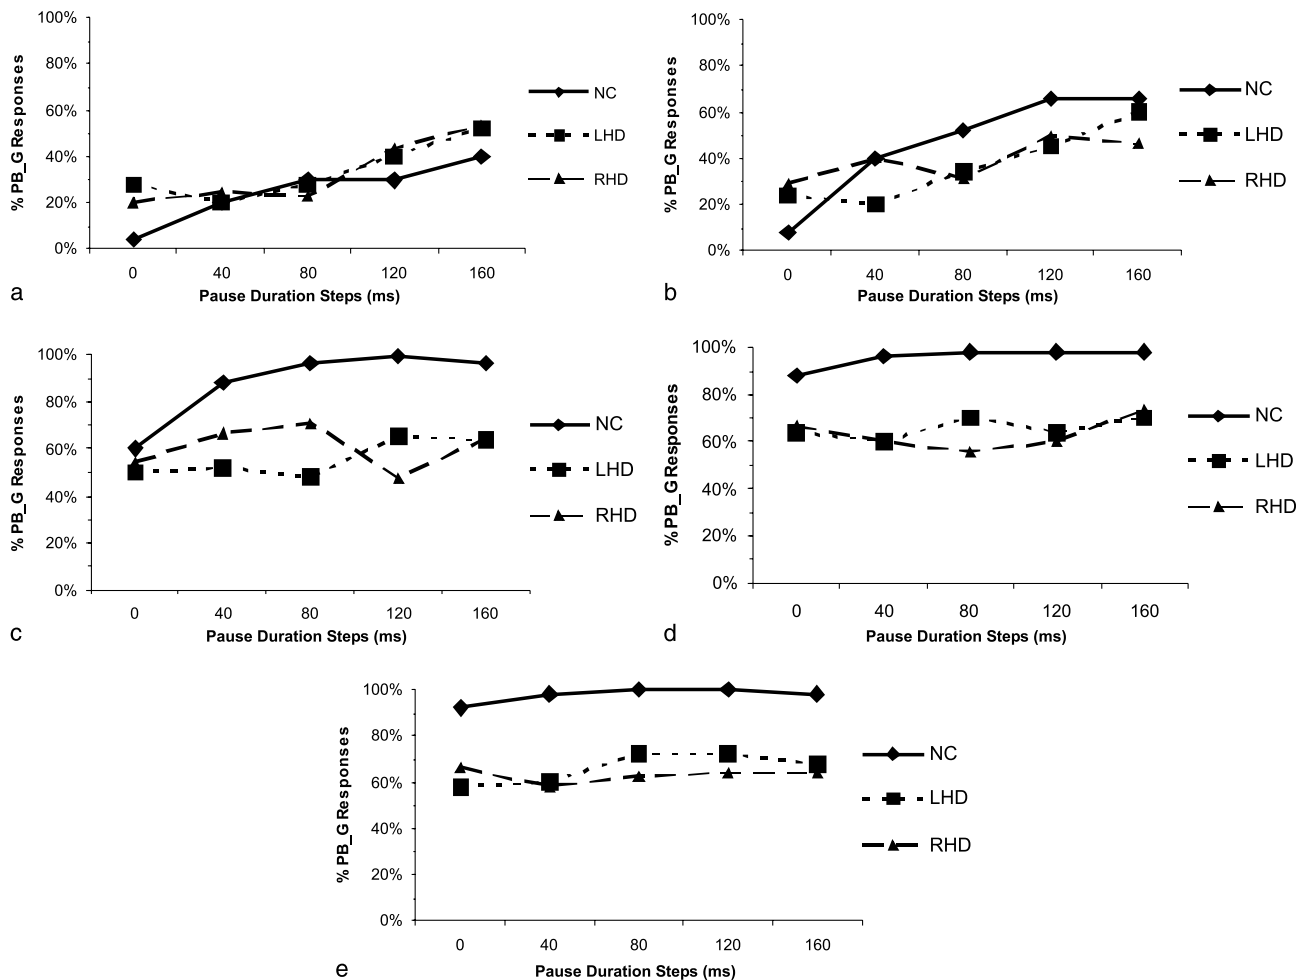 100%
80%
60%
40%
20%
0%
% PB_G Responses
NC
LHD
RHD
0 40 80 120 160
Pause Duration Steps (ms)
a
100%
80%
60%
40%
20%
0%
% PB_G Responses
NC
LHD
RHD
0 40 80 120 160
Pause Duration Steps (ms)
b
100%
80%
60%
40%
20%
0%
% PB_G Responses
NC
LHD
RHD
0 40 80 120 160
Pause Duration Steps (ms)
c
100%
80%
60%
40%
20%
0%
% PB_G Responses
NC
LHD
RHD
0 40 80 120 160
Pause Duration Steps (ms)
d
100%
80%
60%
40%
20%
0%
% PB_G Responses
NC
LHD
RHD
0 40 80 120 160
Pause Duration Steps (ms)
e